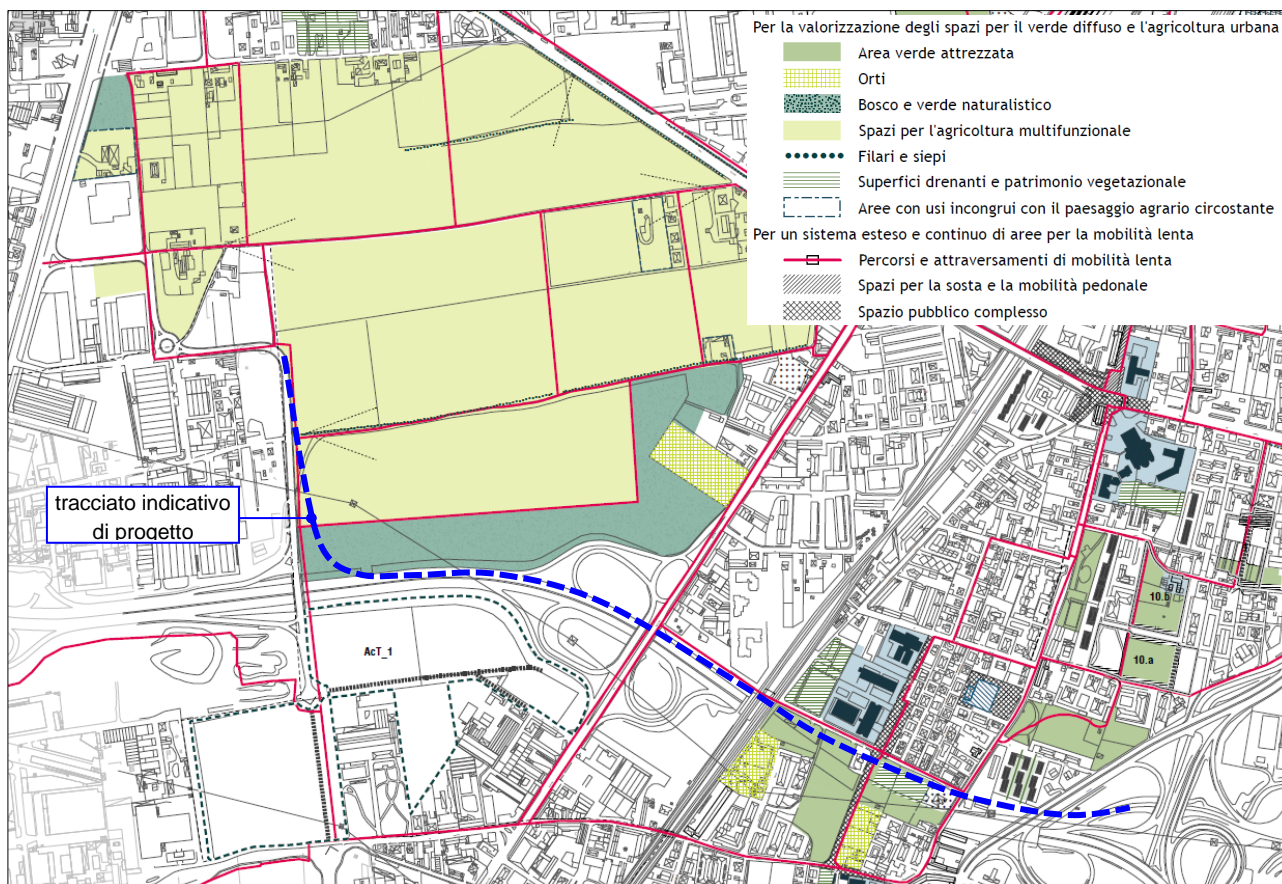 Per la valorizzazione degli spazi per il verde diffuso e l'agricoltura urbana
Area verde attrezzata
Orti
Bosco e verde naturalistico
Spazi per l'agricoltura multifunzionale
Filari e siepi
Superfici drenanti e patrimonio vegetazionale
Aree con usi incongrui con il paesaggio agrario circostante
Per un sistema esteso e continuo di aree per la mobilità lenta
Percorsi e attraversamenti di mobilità lenta
Spazi per la sosta e la mobilità pedonale
Spazio pubblico complesso
tracciato indicativo
di progetto
10.b
10.a
AcT_1